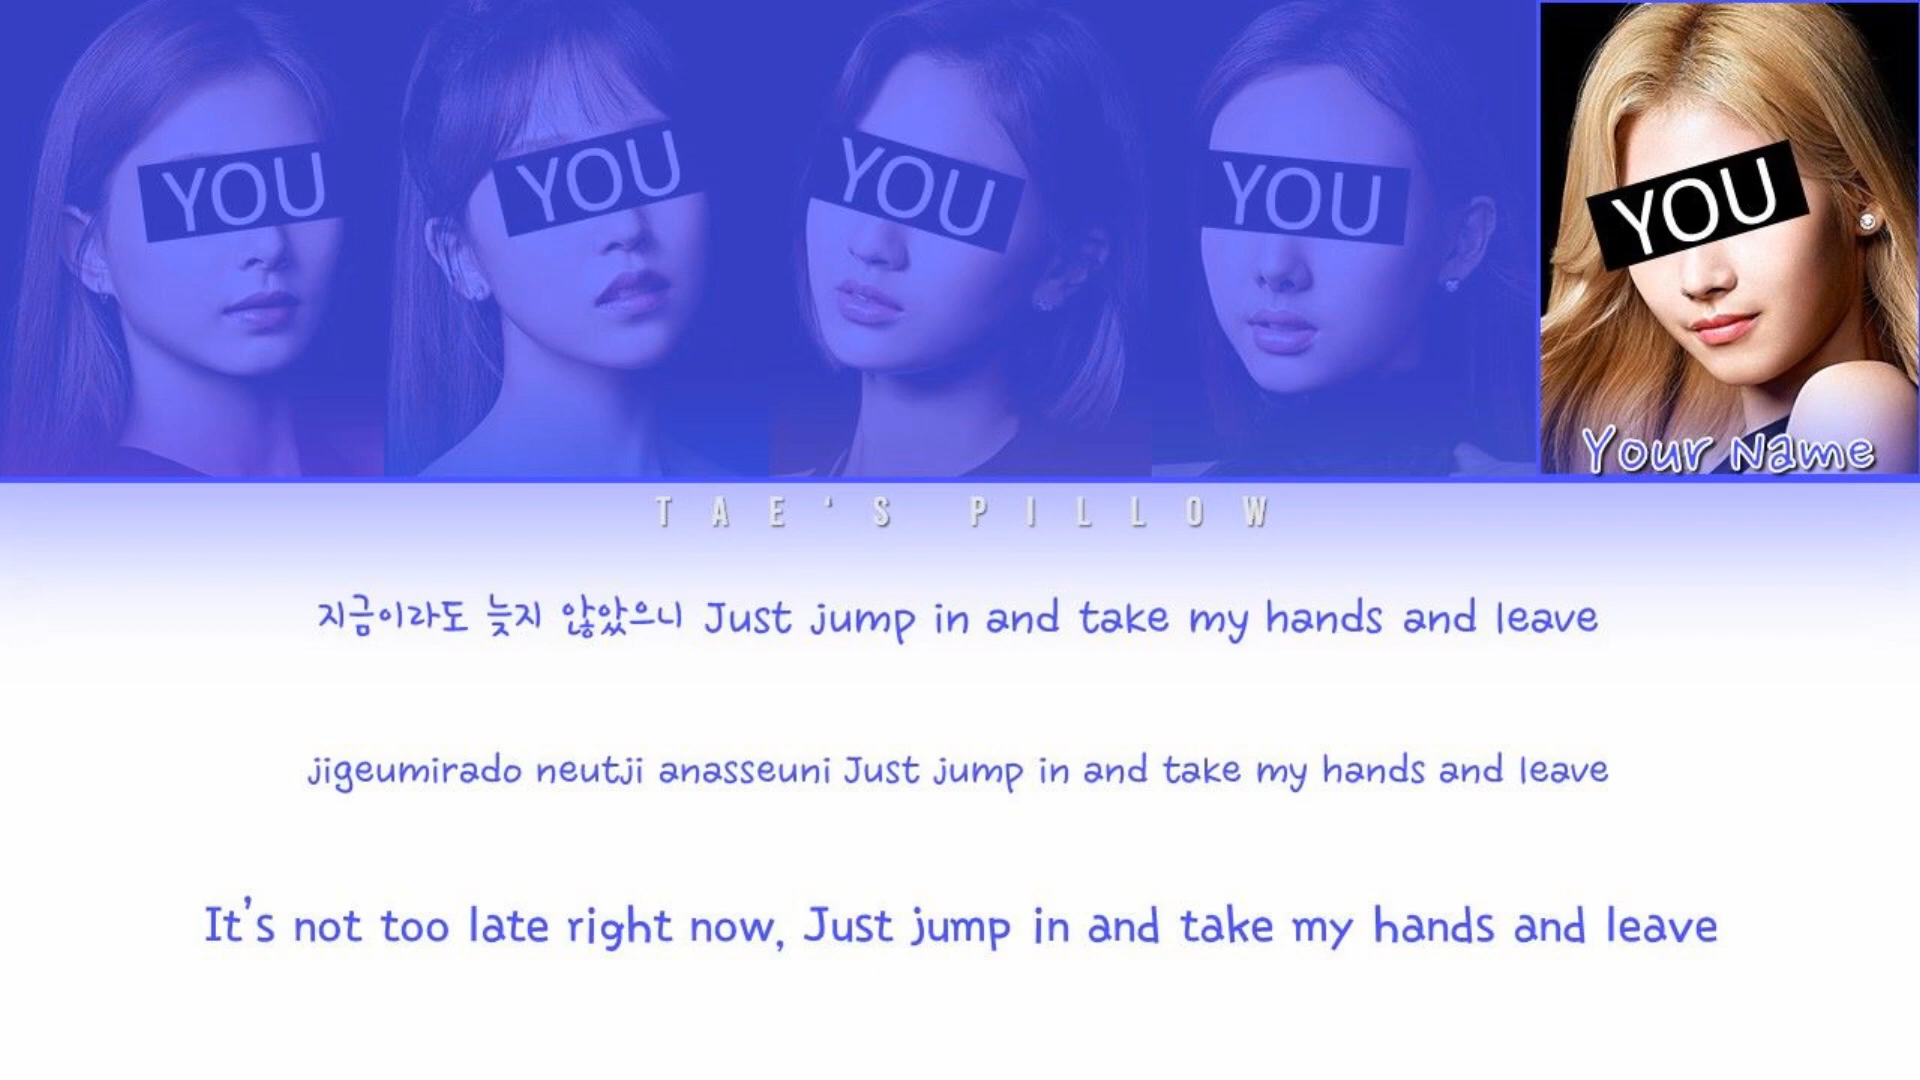 YOU
YOU
YOU
YOU
YOU
Your Name
TAE'S PILLOW
지금이라도 늦지 않았으니 Just jump in and take my hands and leave
jigeumirado neutji anasseuni Just jump in and take my hands and leave
It's not too late right now, Just jump in and take my hands and leave